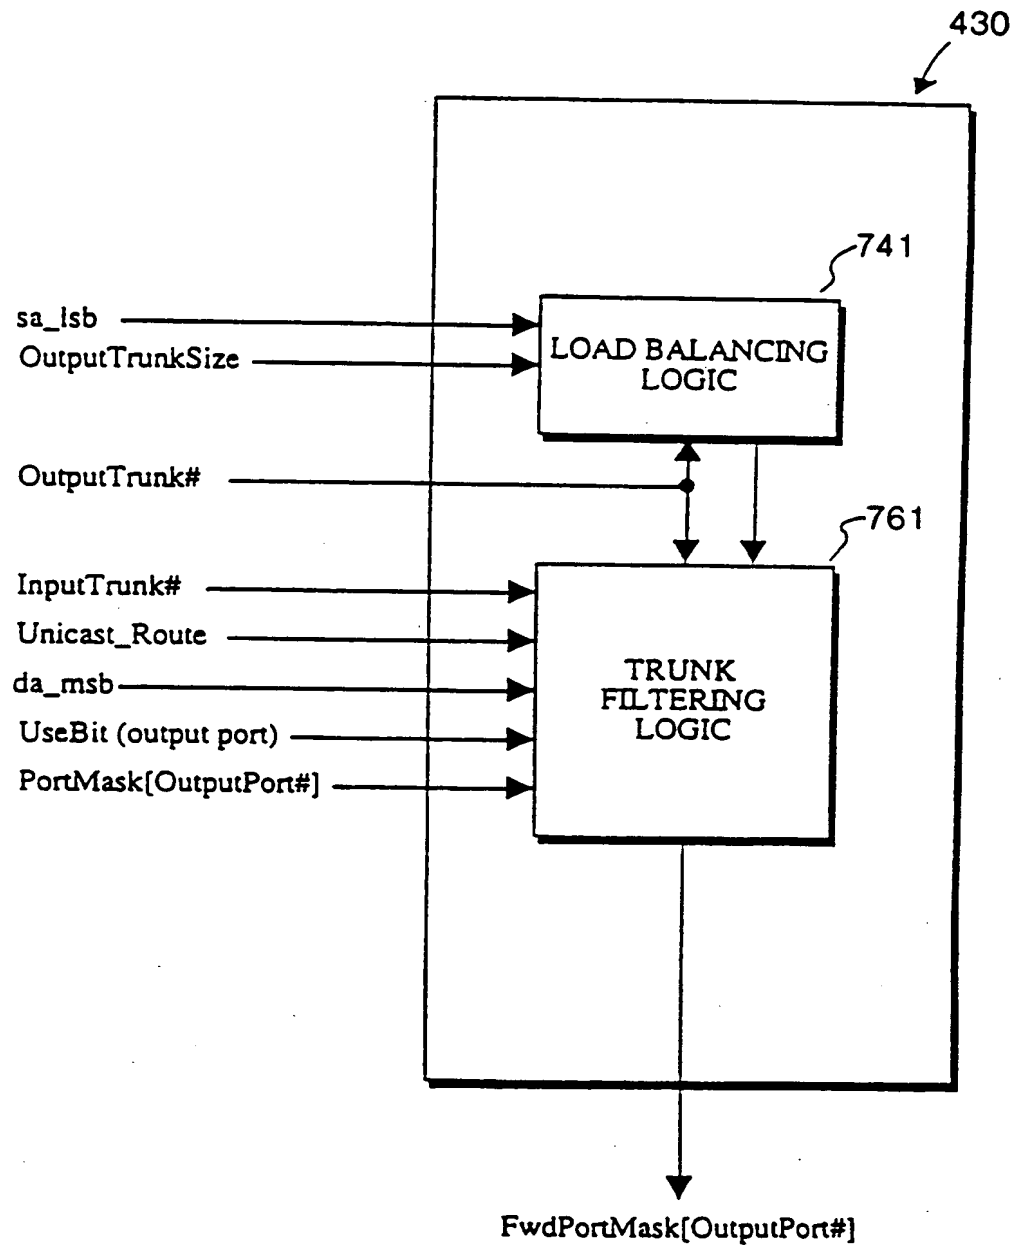 430
741
sa_lsb
OutputTrunkSize
LOAD BALANCING
LOGIC
OutputTrunk#
761
InputTrunk#
Unicast_Route
da_msb
UseBit (output port)
PortMask[OutputPort#]
TRUNK
FILTERING
LOGIC
FwdPortMask[OutputPort#]